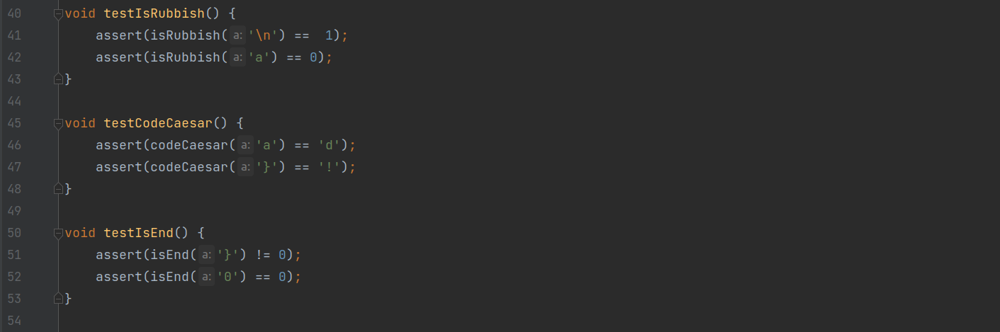 40 void testIsRubbish() {
41 assert(isRubbish( a: '\n') ==  1);
42 assert(isRubbish( a: 'a') == 0);
43 }
44
45 void testCodeCaesar() {
46 assert(codeCaesar( a: 'a') == 'd');
47 assert(codeCaesar( a: '}') == '!');
48 }
49
50 void testIsEnd() {
51 assert(isEnd( a: '}') != 0);
52 assert(isEnd( a: '0') == 0);
53 }
54